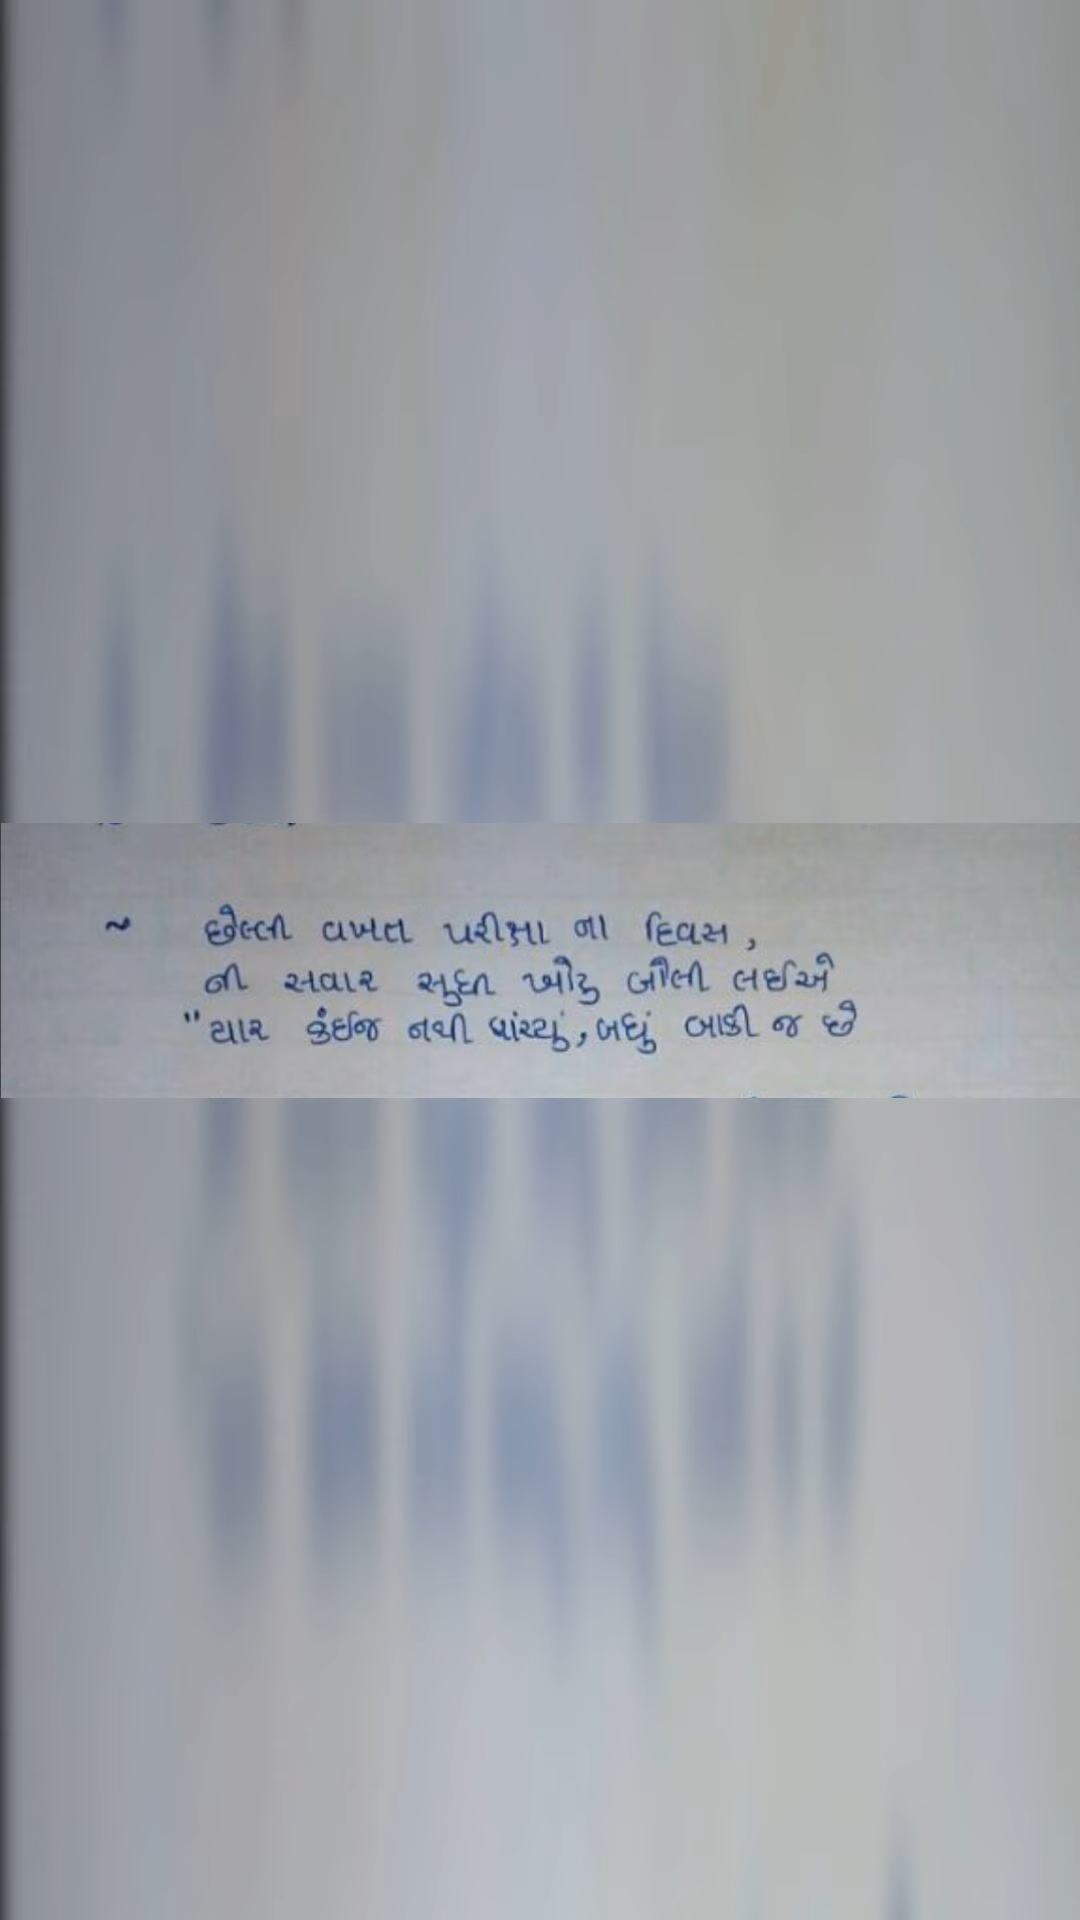 ~ છેલ્લી વખત પરીક્ષા ના દિવસ,
ની સવાર સુધી ખોટુ બોલી લઈએ
"યાર કંઈજ નથી વાંચ્યું, બધું બાકી જ છે